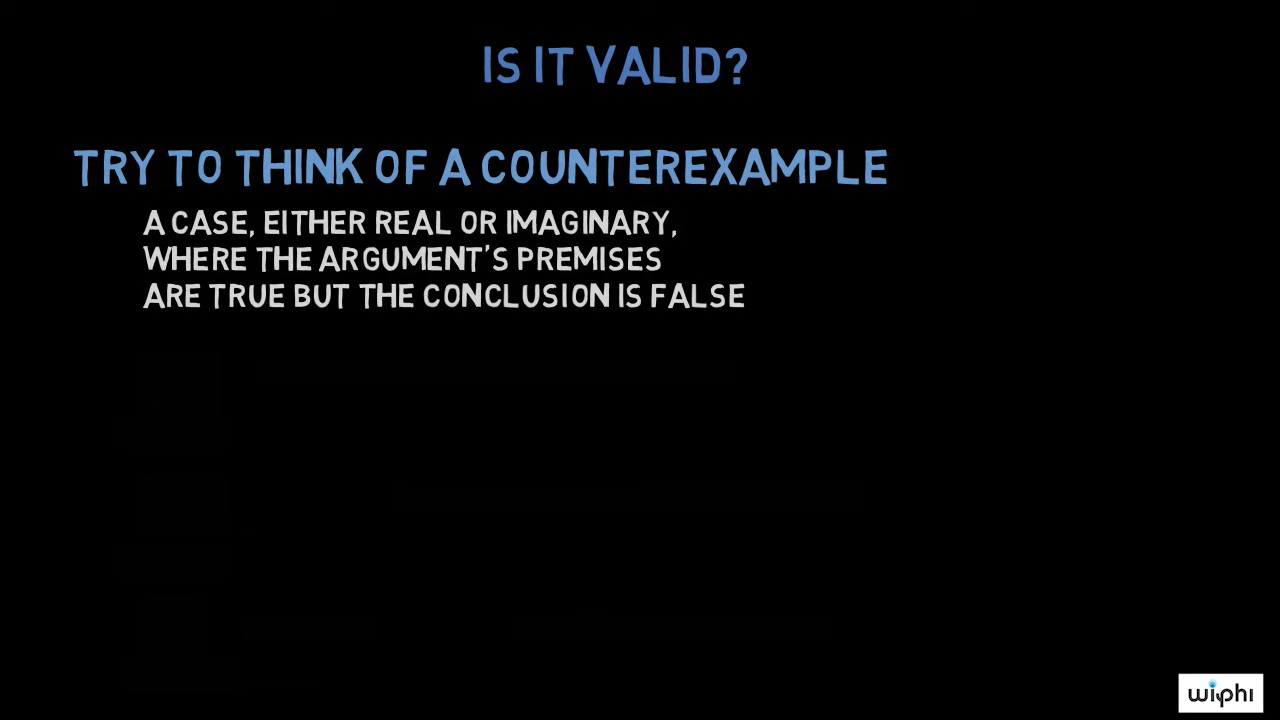 IS IT VALID?
TRY TO THINK OF A COUNTEREXAMPLE
A CASE, EITHER REAL OR IMAGINARY,
WHERE THE ARGUMENT'S PREMISES
ARE TRUE BUT THE CONCLUSION IS FALSE
wiphi